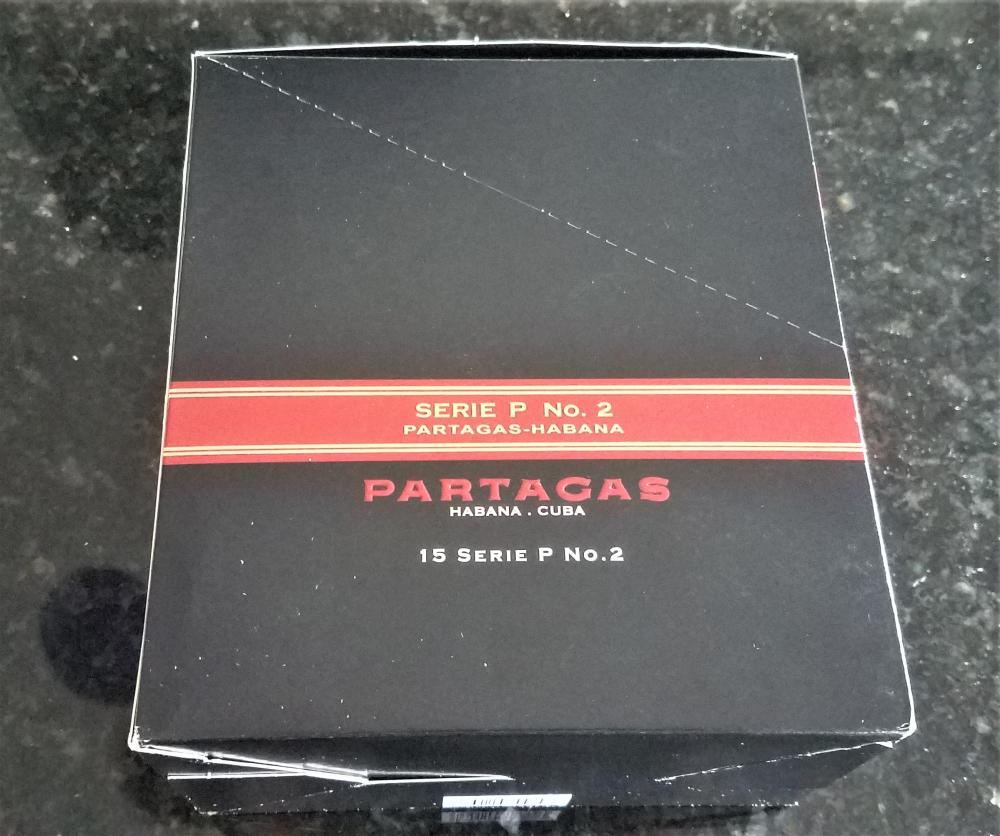 SERIE P No. 2
PARTAGAS-HABANA
PARTAGAS
HABANA . CUBA
15 SERIE P No.2